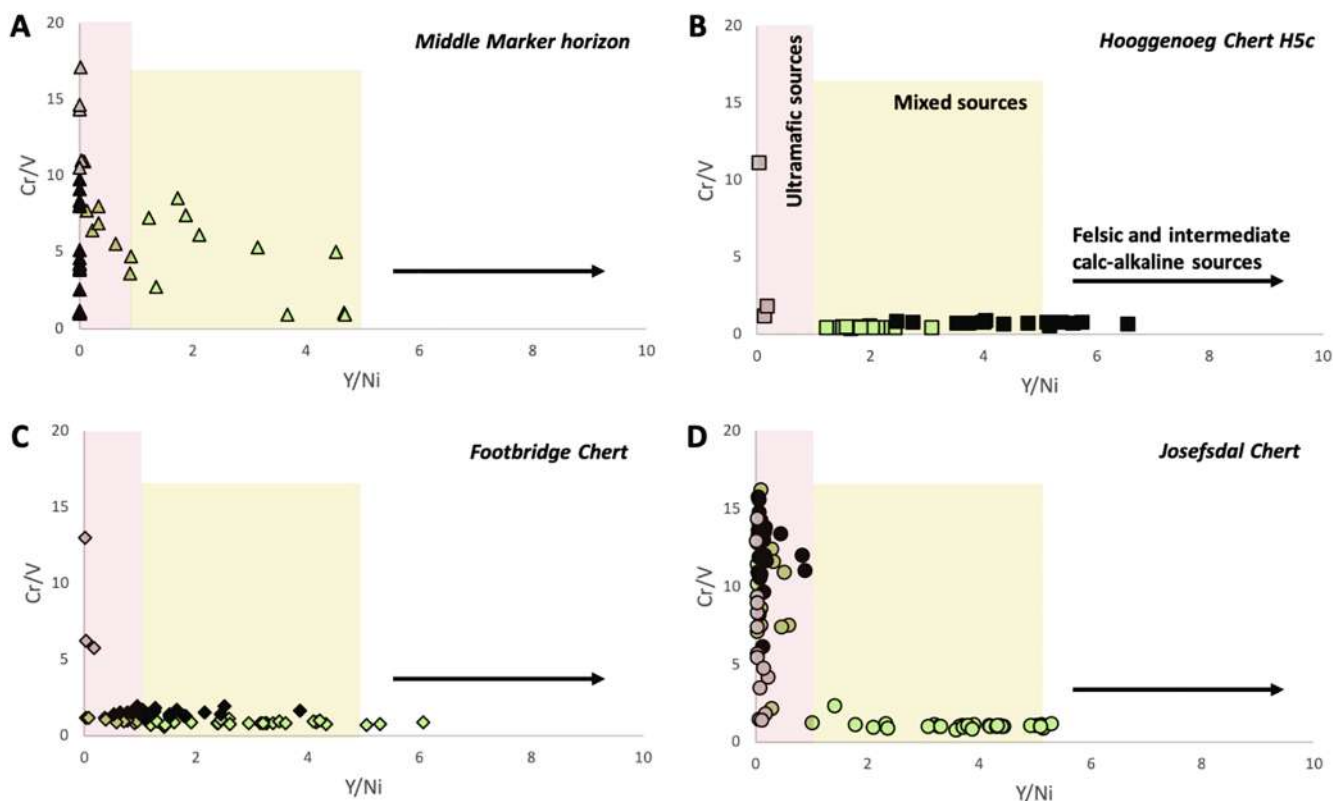 A
Middle Marker horizon
20
15
10
5
0
Cr/V
0 2 4 6 8 10
Y/Ni
B
Hooggenoeg Chert H5c
20
15
10
5
0
Cr/V
Ultramafic sources
Mixed sources
Felsic and intermediate
calc-alkaline sources
0 2 4 6 8 10
Y/Ni
C
Footbridge Chert
20
15
10
5
0
Cr/V
0 2 4 6 8 10
Y/Ni
D
Josefsdal Chert
20
15
10
5
0
Cr/V
0 2 4 6 8 10
Y/Ni